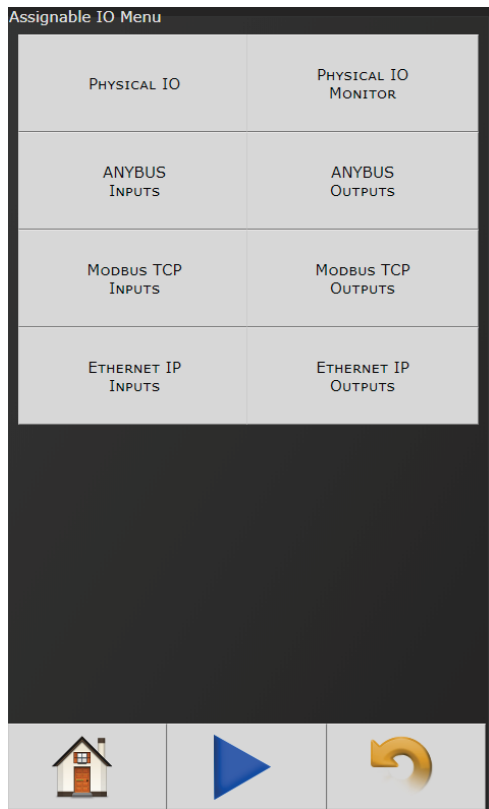 Assignable IO Menu
Physical IO
Physical IO
Monitor
ANYBUS
Inputs
ANYBUS
Outputs
Modbus TCP
Inputs
Modbus TCP
Outputs
Ethernet IP
Inputs
Ethernet IP
Outputs